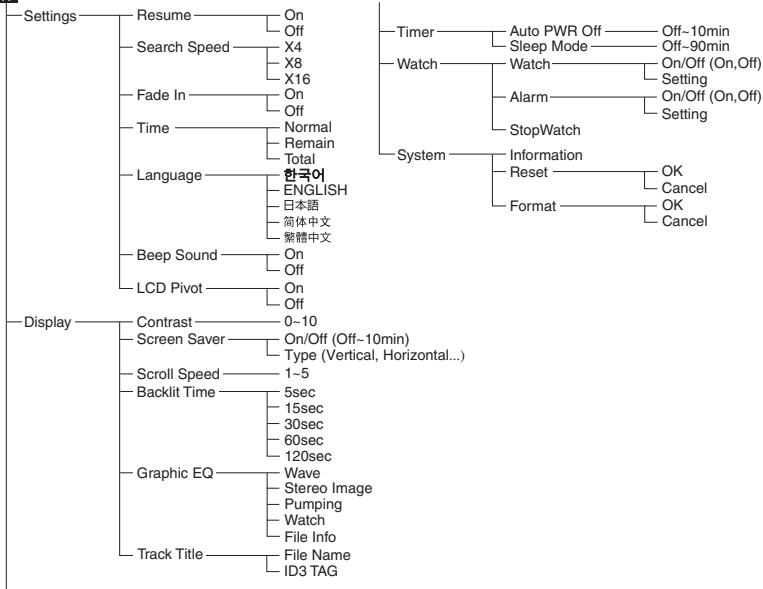 Settings Resume On
Off
Search Speed X4
X8
X16
Fade In On
Off
Time Normal
Remain
Total
Language 한국어
ENGLISH
日本語
简体中文
繁體中文
Beep Sound On
Off
LCD Pivot On
Off
Display Contrast 0~10
Screen Saver On/Off (Off~10min)
Type (Vertical, Horizontal...)
Scroll Speed 1~5
Backlit Time 5sec
15sec
30sec
60sec
120sec
Graphic EQ Wave
Stereo Image
Pumping
Watch
File Info
Track Title File Name
ID3 TAG
Timer Auto PWR Off Off~10min
Sleep Mode Off~90min
Watch Watch On/Off (On,Off)
Setting
Alarm On/Off (On,Off)
Setting
StopWatch
System Information
Reset OK
Cancel
Format OK
Cancel